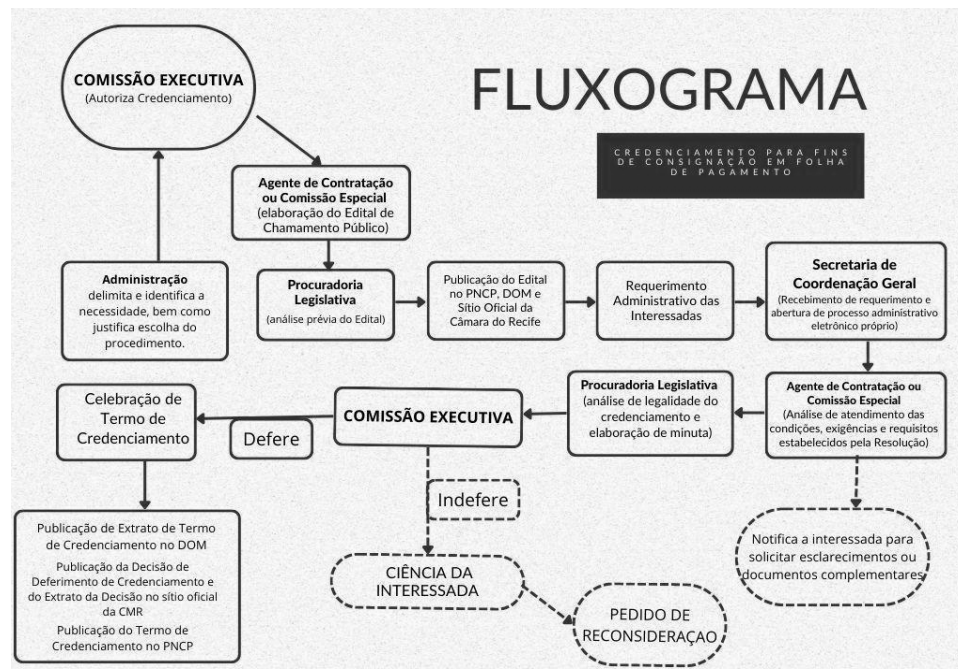 FLUXOGRAMA
CREDENCIAMENTO PARA FINS
DE CONSIGNAÇÃO EM FOLHA
DE PAGAMENTO
COMISSÃO EXECUTIVA
(Autoriza Credenciamento)
Administração
delimita e identifica a
necessidade, bem como
justifica escolha do
procedimento.
Agente de Contratação
ou Comissão Especial
(elaboração do Edital de
Chamamento Público)
Procuradoria
Legislativa
(análise prévia do Edital)
Publicação do Edital
no PNCP, DOM e
Sítio Oficial da
Câmara do Recife
Requerimento
Administrativo das
Interessadas
Secretaria de
Coordenação Geral
(Recebimento de requerimento e
abertura de processo administrativo
eletrônico próprio)
Agente de Contratação ou
Comissão Especial
(Análise de atendimento das
condições, exigências e requisitos
estabelecidos pela Resolução)
Notifica a interessada para
solicitar esclarecimentos ou
documentos complementares
Procuradoria Legislativa
(análise de legalidade do
credenciamento e
elaboração de minuta)
COMISSÃO EXECUTIVA
Defere
Celebração de
Termo de
Credenciamento
Publicação de Extrato de Termo
de Credenciamento no DOM
Publicação da Decisão de
Deferimento de Credenciamento e
do Extrato da Decisão no sítio oficial
da CMR
Publicação do Termo de
Credenciamento no PNCP
Indefere
CIÊNCIA DA
INTERESSADA
PEDIDO DE
RECONSIDERAÇAO